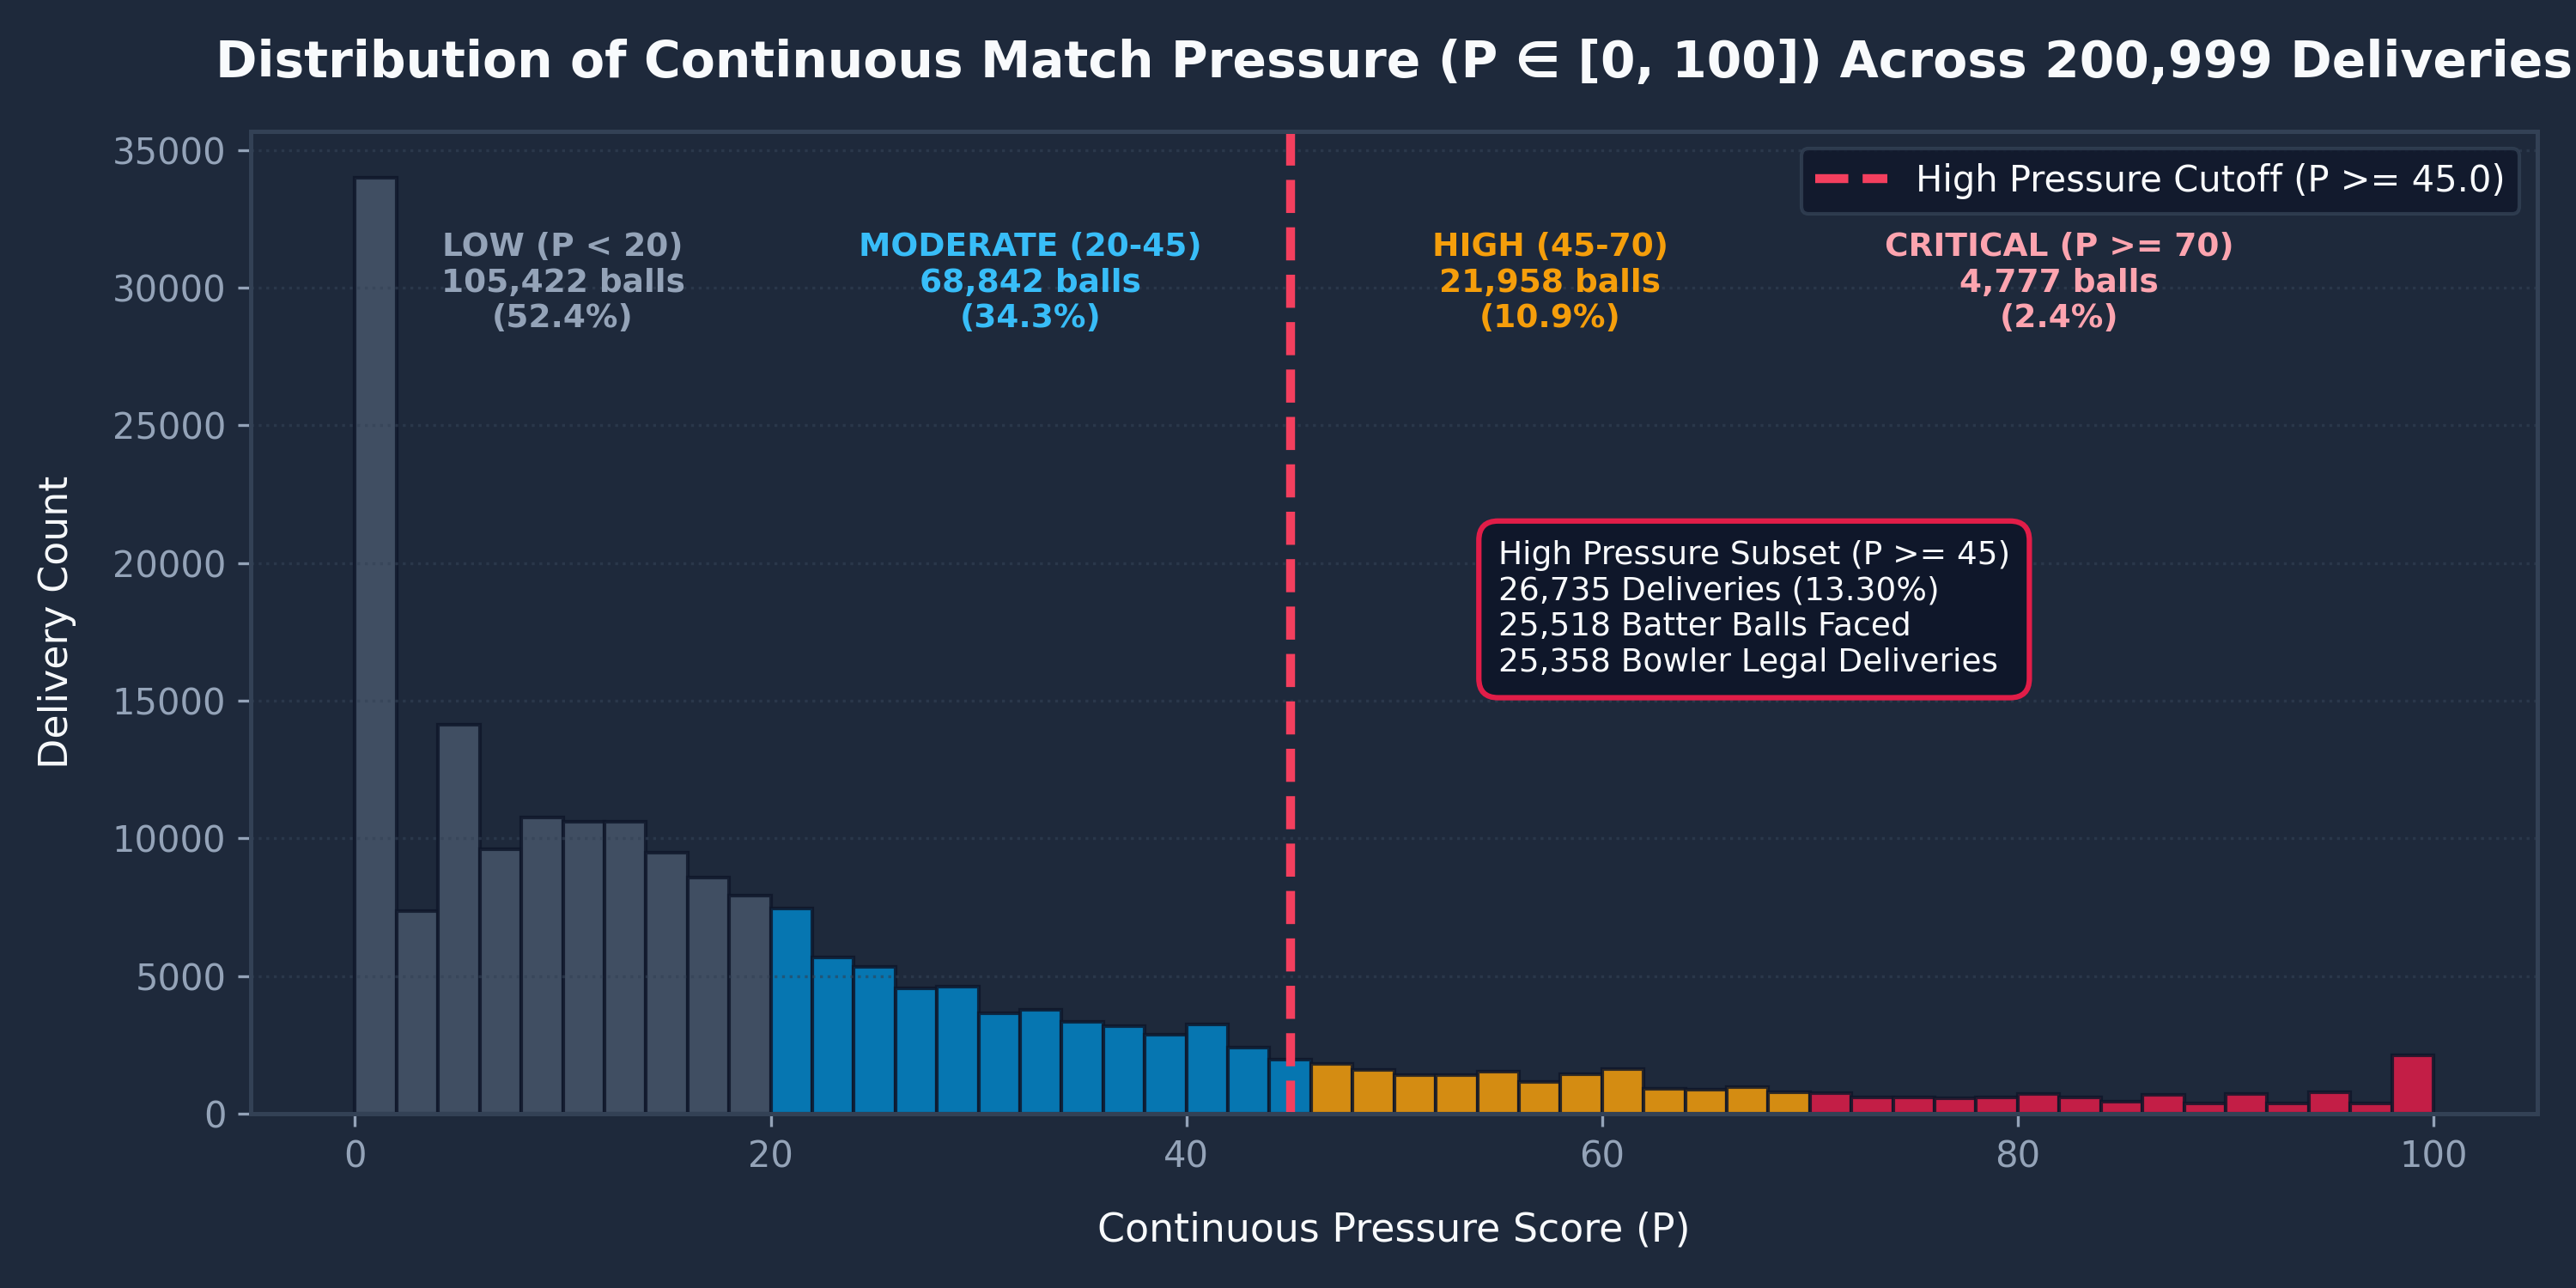 Distribution of Continuous Match Pressure (P ∈ [0, 100]) Across 200,999 Deliveries
High Pressure Cutoff (P >= 45.0)
LOW (P < 20)
105,422 balls
(52.4%)
MODERATE (20-45)
68,842 balls
(34.3%)
HIGH (45-70)
21,958 balls
(10.9%)
CRITICAL (P >= 70)
4,777 balls
(2.4%)
High Pressure Subset (P >= 45)
26,735 Deliveries (13.30%)
25,518 Batter Balls Faced
25,358 Bowler Legal Deliveries
Delivery Count
35000
30000
25000
20000
15000
10000
5000
0
0 20 40 60 80 100
Continuous Pressure Score (P)